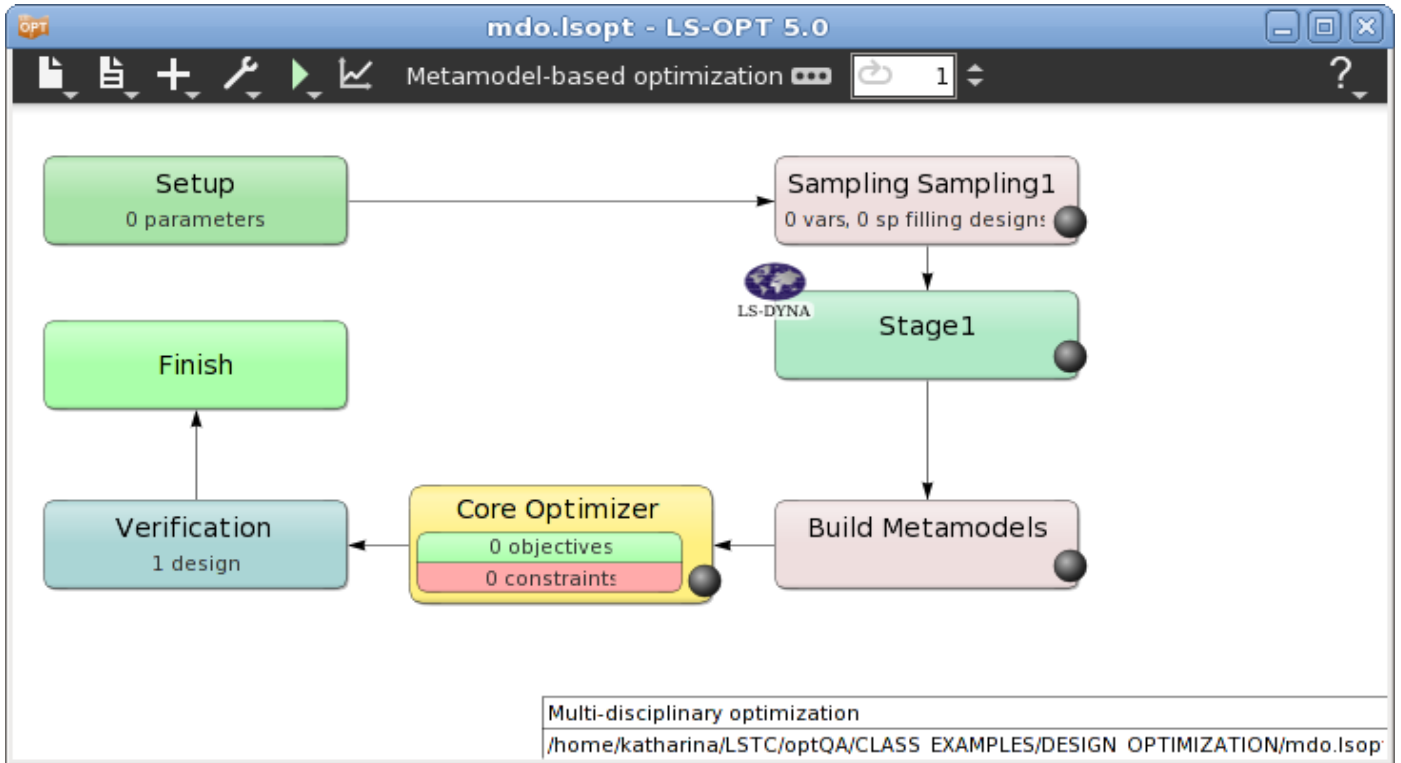 OPT
mdo.lsopt - LS-OPT 5.0
Metamodel-based optimization
1
?
Setup
0 parameters
Sampling Sampling1
0 vars, 0 sp filling designs
LS-DYNA
Stage1
Finish
Verification
1 design
Core Optimizer
0 objectives
0 constraints
Build Metamodels
Multi-disciplinary optimization
/home/katharina/LSTC/optQA/CLASS_EXAMPLES/DESIGN_OPTIMIZATION/mdo.lsop